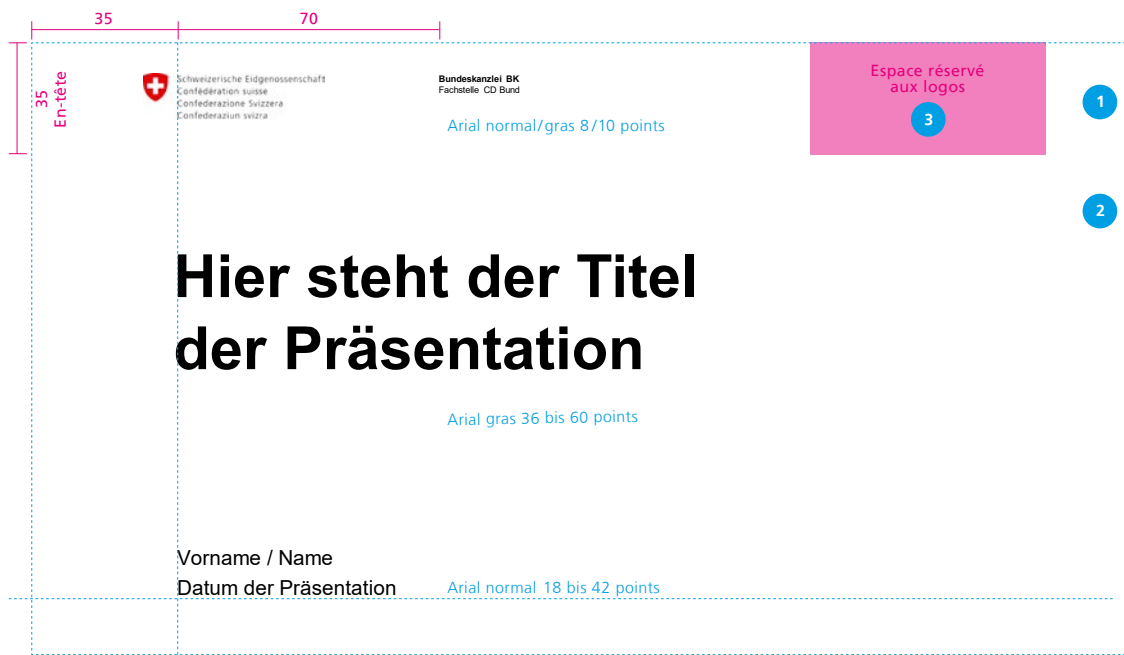 35
70
35
En-tête
Schweizerische Eidgenossenschaft
Confédération suisse
Confederazione Svizzera
Confederaziun svizra
Bundeskanzlei BK
Fachstelle CD Bund
Arial normal/gras 8/10 points
Espace réservé
aux logos
3
1
2
Hier steht der Titel
der Präsentation
Arial gras 36 bis 60 points
Vorname / Name
Datum der Präsentation
Arial normal 18 bis 42 points